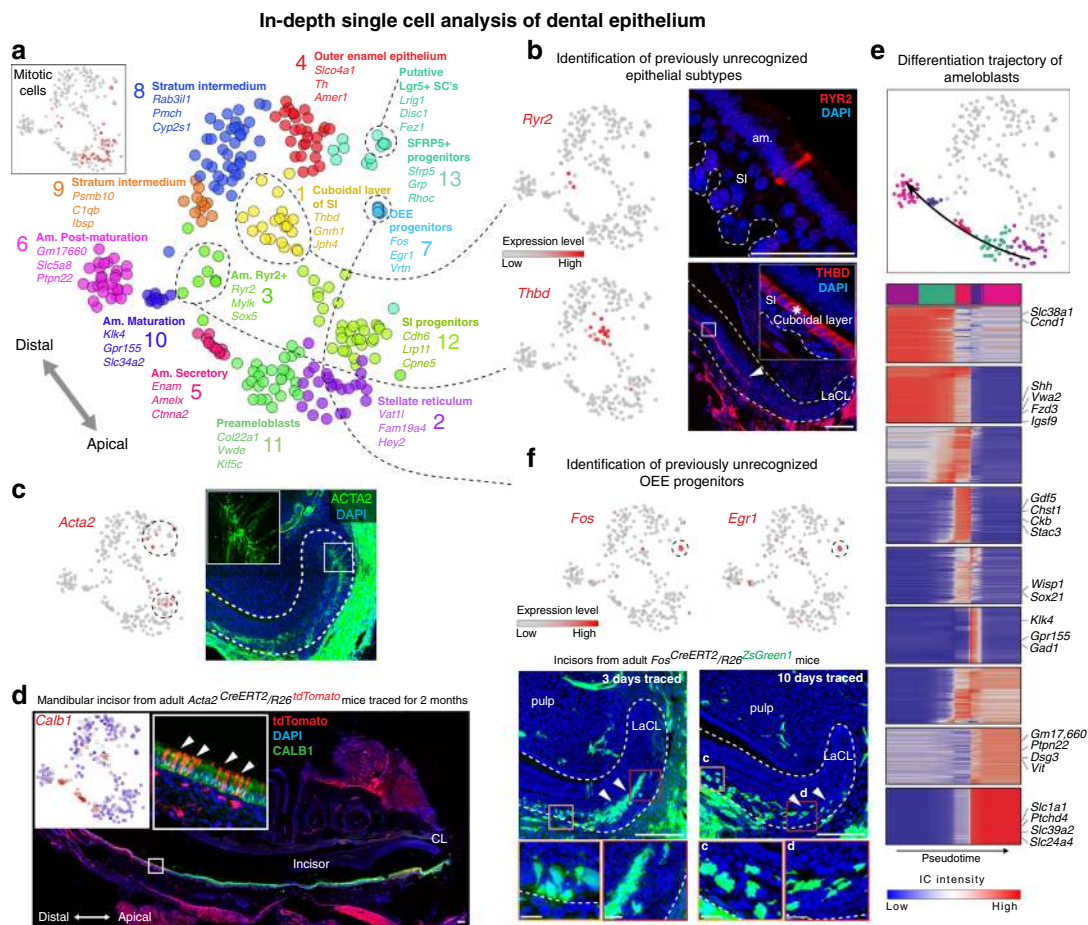 In-depth single cell analysis of dental epithelium
a
Mitotic
cells
8
Stratum intermedium
Rab3il1
Pmch
Cyp2s1
4
Outer enamel epithelium
Slco4a1
Th
Amer1
Putative
Lgr5+ SC's
Lrig1
Disc1
Fez1
SFRP5+
progenitors
Sfrp5
Grp
Rhoc
13
9
Stratum intermedium
Psmb10
C1qb
Ibsp
1
Cuboidal layer
of SI
Thbd
Gnrh1
Jph4
OEE
progenitors
Fos
Egr1
Vrtn
7
6
Am. Post-maturation
Gm17660
Slc5a8
Ptpn22
Am. Ryr2+
Ryr2
Mylk
Sox5
3
Am. Maturation
Klk4
Gpr155
Slc34a2
10
SI progenitors
Cdh6
Lrp11
Cpne5
12
Am. Secretory
Enam
Amelx
Ctnna2
5
Preameloblasts
Col22a1
Vwde
Kif5c
11
Stellate reticulum
Vat1l
Fam19a4
Hey2
2
Distal
Apical
b
Identification of previously unrecognized
epithelial subtypes
Ryr2
Expression level
Low High
Thbd
RYR2
DAPI
am.
SI
THBD
DAPI
SI
*
Cuboidal layer
LaCL
c
Acta2
ACTA2
DAPI
d
Mandibular incisor from adult Acta2 CreERT2/R26 tdTomato mice traced for 2 months
Calb1
tdTomato
DAPI
CALB1
CL
Incisor
Distal Apical
e
Differentiation trajectory of
ameloblasts
Slc38a1
Ccnd1
Shh
Vwa2
Fzd3
Igsf9
Gdf5
Chst1
Ckb
Stac3
Wisp1
Sox21
Klk4
Gpr155
Gad1
Gm17,660
Ptpn22
Dsg3
Vit
Slc1a1
Ptchd4
Slc39a2
Slc24a4
Pseudotime
IC intensity
Low High
f
Identification of previously unrecognized
OEE progenitors
Fos
Egr1
Expression level
Low High
Incisors from adult Fos CreERT2/R26 ZsGreen1 mice
3 days traced
pulp
LaCL
10 days traced
pulp
LaCL
c
d
c
d